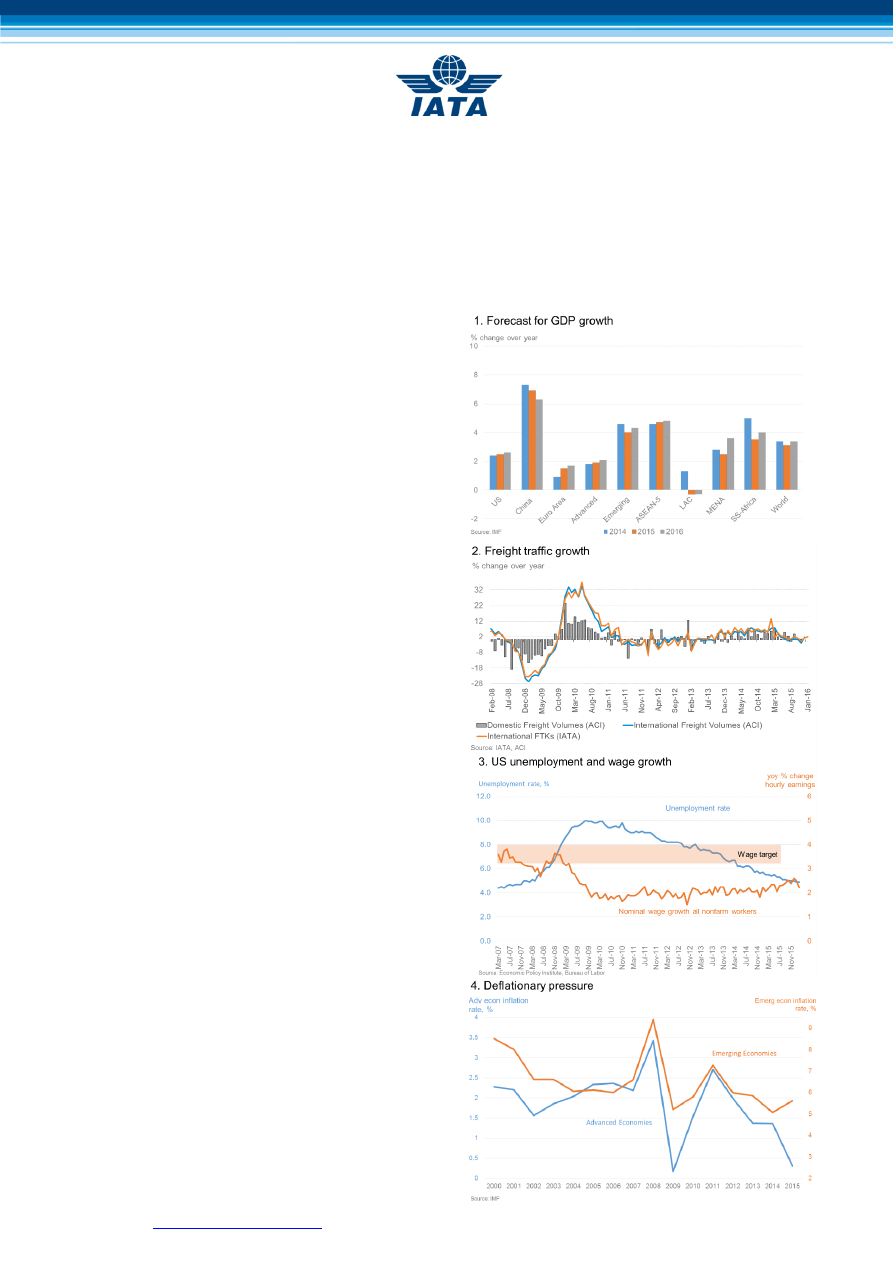 IATA
1. Forecast for GDP growth
% change over year
10
8
6
4
2
0
-2
US
China
Euro Area
Advanced
Emerging
ASEAN-5
LAC
MENA
SS-Africa
World
Source: IMF
2014 2015 2016
2. Freight traffic growth
% change over year
32
22
12
2
-8
-18
-28
Feb-08
Jul-08
Dec-08
May-09
Oct-09
Mar-10
Aug-10
Jan-11
Jun-11
Nov-11
Apr-12
Sep-12
Feb-13
Jul-13
Dec-13
May-14
Oct-14
Mar-15
Aug-15
Jan-16
Domestic Freight Volumes (ACI) International Freight Volumes (ACI)
International FTKs (IATA)
Source: IATA, ACI
3. US unemployment and wage growth
Unemployment rate, %
yoy % change
hourly earnings
12.0
10.0
8.0
6.0
4.0
2.0
0.0
6
5
4
3
2
1
0
Unemployment rate
Wage target
Nominal wage growth all nonfarm workers
Mar-07
Jul-07
Nov-07
Mar-08
Jul-08
Nov-08
Mar-09
Jul-09
Nov-09
Mar-10
Jul-10
Nov-10
Mar-11
Jul-11
Nov-11
Mar-12
Jul-12
Nov-12
Mar-13
Jul-13
Nov-13
Mar-14
Jul-14
Nov-14
Mar-15
Jul-15
Nov-15
Source: Economic Policy Institute, Bureau of Labor
4. Deflationary pressure
Adv econ inflation
rate, %
Emerg econ inflation
rate, %
4
3.5
3
2.5
2
1.5
1
0.5
0
9
8
7
6
5
4
3
2
Emerging Economies
Advanced Economies
2000 2001 2002 2003 2004 2005 2006 2007 2008 2009 2010 2011 2012 2013 2014 2015
Source: IMF